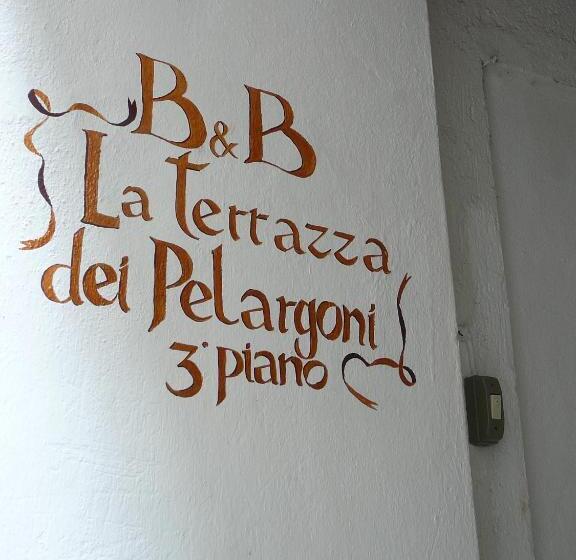 B & B
La Terrazza
dei Pelargoni
3° piano